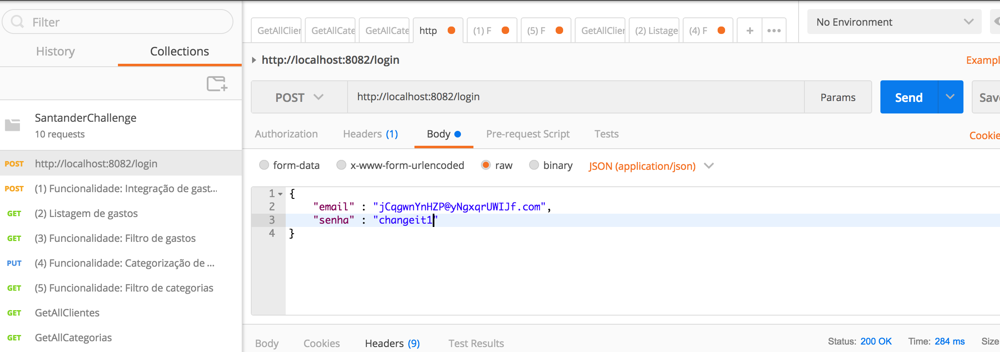 Filter
History Collections
SantanderChallenge
10 requests
POST http://localhost:8082/login
POST (1) Funcionalidade: Integração de gast...
GET (2) Listagem de gastos
GET (3) Funcionalidade: Filtro de gastos
PUT (4) Funcionalidade: Categorização de ...
GET (5) Funcionalidade: Filtro de categorias
GET GetAllClientes
GET GetAllCategorias
GetAllClier GetAllCate GetAllCate http (1) F (5) F GetAllClier (2) Listage (4) F + •••
No Environment
http://localhost:8082/login
Exampl
POST http://localhost:8082/login Params Send Save
Authorization Headers (1) Body Pre-request Script Tests
Cookie
form-data x-www-form-urlencoded raw binary JSON (application/json)
1 {
2 "email" : "jCqgwnYnHZP@yNgxqrUWIJf.com",
3 "senha" : "changeit1"
4 }
Body Cookies Headers (9) Test Results
Status: 200 OK Time: 284 ms Size